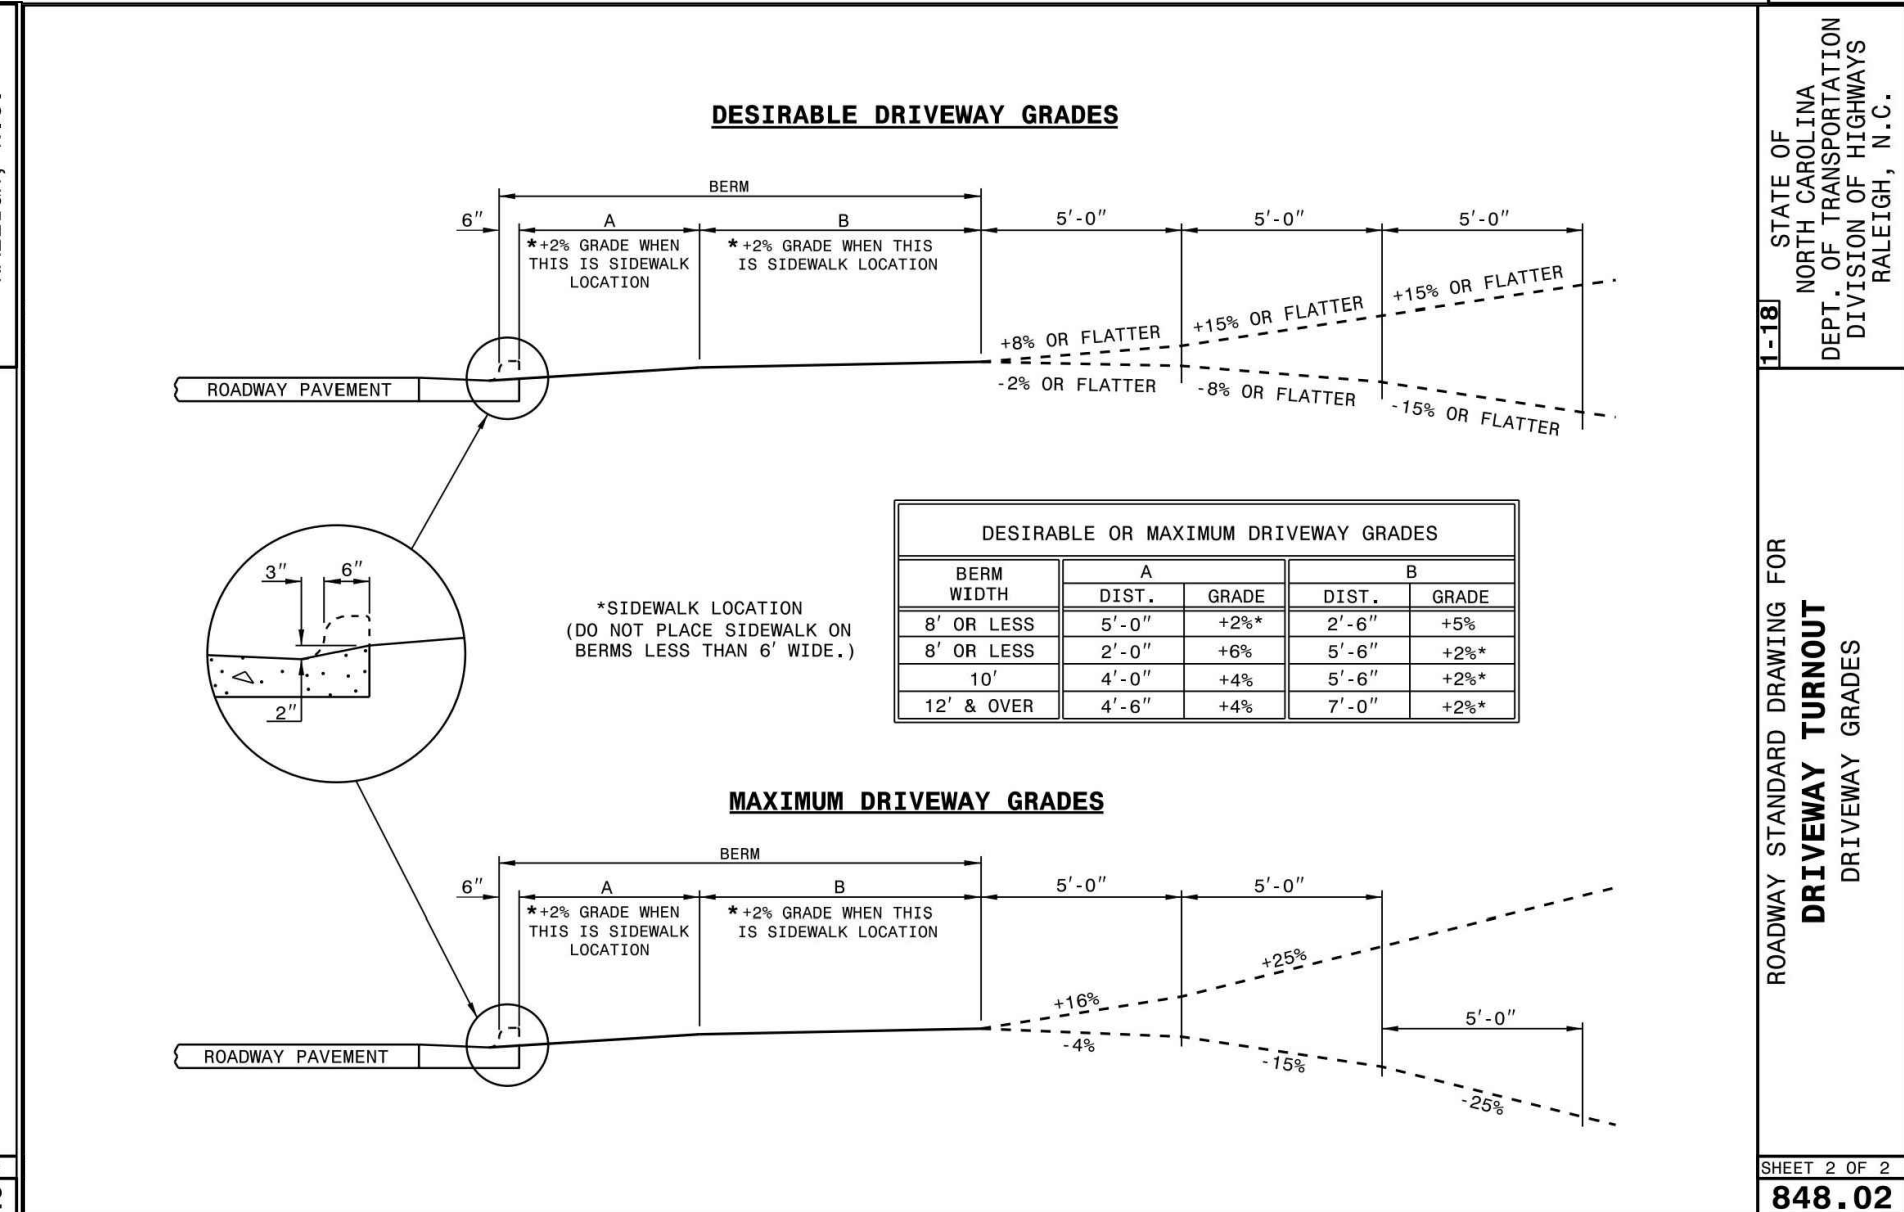 DESIRABLE DRIVEWAY GRADES
BERM
6" A B 5'-0" 5'-0" 5'-0"
*+2% GRADE WHEN
THIS IS SIDEWALK
LOCATION
*+2% GRADE WHEN THIS
IS SIDEWALK LOCATION
+8% OR FLATTER
+15% OR FLATTER
+15% OR FLATTER
-2% OR FLATTER
-8% OR FLATTER
-15% OR FLATTER
ROADWAY PAVEMENT
3" 6"
2"
*SIDEWALK LOCATION
(DO NOT PLACE SIDEWALK ON
BERMS LESS THAN 6' WIDE.)
DESIRABLE OR MAXIMUM DRIVEWAY GRADES
BERM WIDTH A B
DIST. GRADE DIST. GRADE
8' OR LESS 5'-0" +2%* 2'-6" +5%
8' OR LESS 2'-0" +6% 5'-6" +2%*
10' 4'-0" +4% 5'-6" +2%*
12' & OVER 4'-6" +4% 7'-0" +2%*
MAXIMUM DRIVEWAY GRADES
BERM
6" A B 5'-0" 5'-0"
*+2% GRADE WHEN
THIS IS SIDEWALK
LOCATION
*+2% GRADE WHEN THIS
IS SIDEWALK LOCATION
+16%
+25%
-4%
-15%
-25%
5'-0"
ROADWAY PAVEMENT
1-18
STATE OF
NORTH CAROLINA
DEPT. OF TRANSPORTATION
DIVISION OF HIGHWAYS
RALEIGH, N.C.
ROADWAY STANDARD DRAWING FOR
DRIVEWAY TURNOUT
DRIVEWAY GRADES
SHEET 2 OF 2
848.02